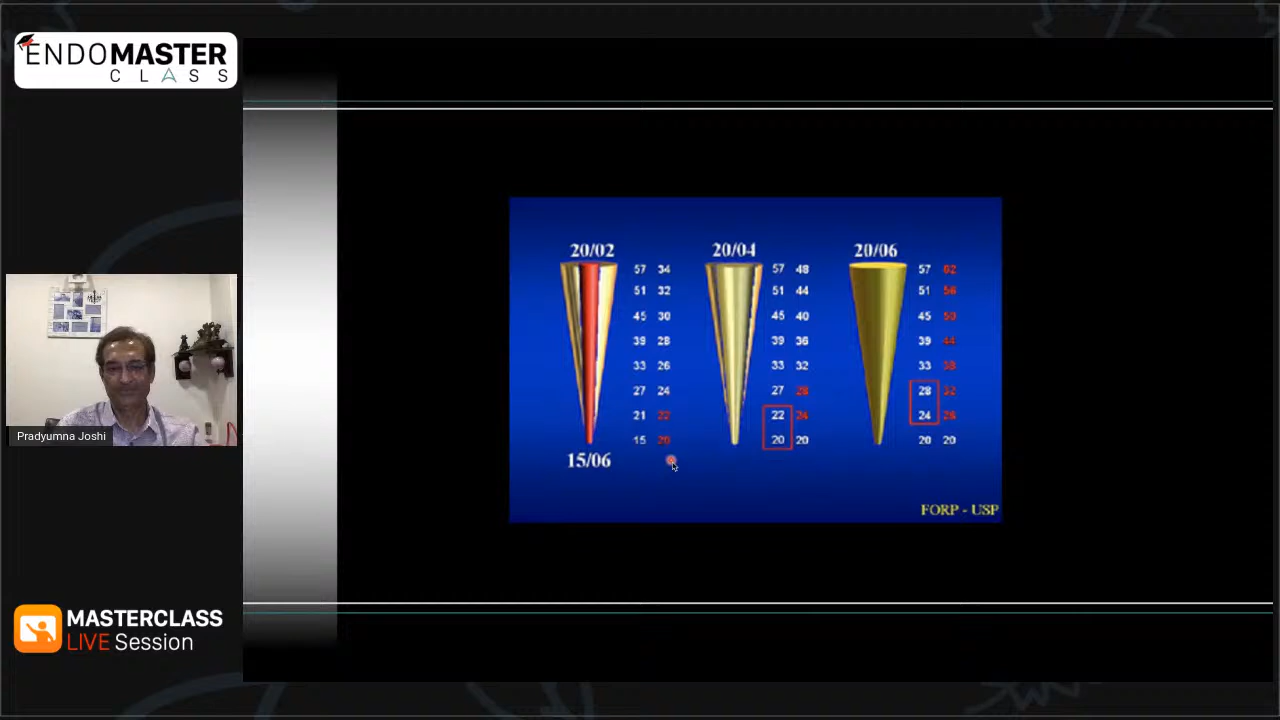 ENDOMASTER
CLASS
20/02 20/04 20/06
57 34 57 48 57 62
51 32 51 44 51 56
45 30 45 40 45 50
39 28 39 36 39 44
33 26 33 32 33 38
27 24 27 28 28 32
21 22 22 24 24 26
15 20 20 20 20 20
15/06
FORP - USP
Pradyumna Joshi
MASTERCLASS
LIVE Session